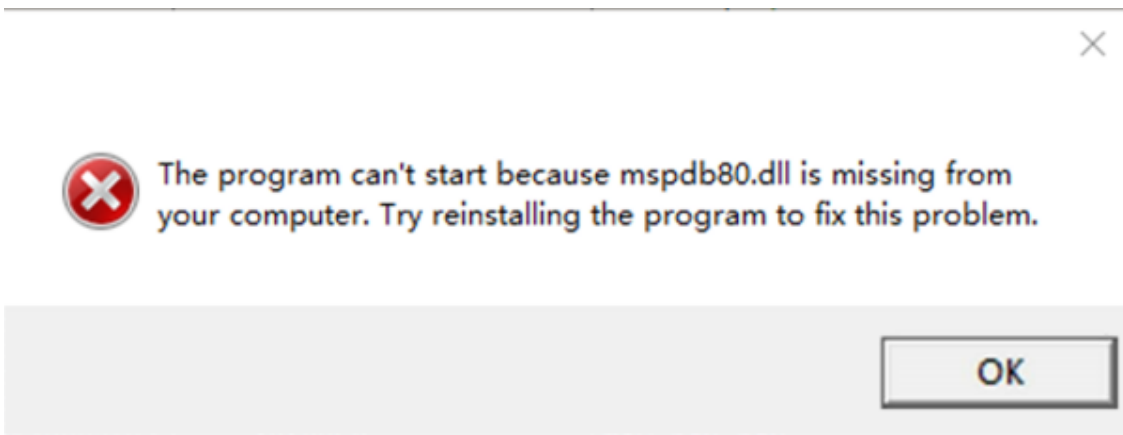 The program can't start because mspdb80.dll is missing from
your computer. Try reinstalling the program to fix this problem.
OK